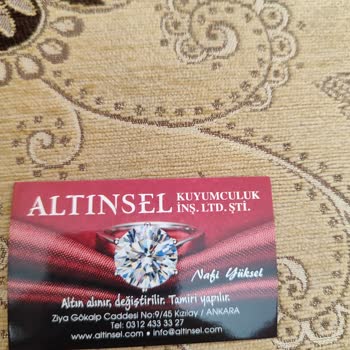 ALTINSEL KUYUMCULUK
İNŞ. LTD. ŞTİ.
Nafi Yüksel
Altın alınır, değiştirilir. Tamiri yapılır.
Ziya Gökalp Caddesi No:9/45 Kızılay / ANKARA
Tel: 0312 433 33 27
www.altinsel.com • info@altinsel.com